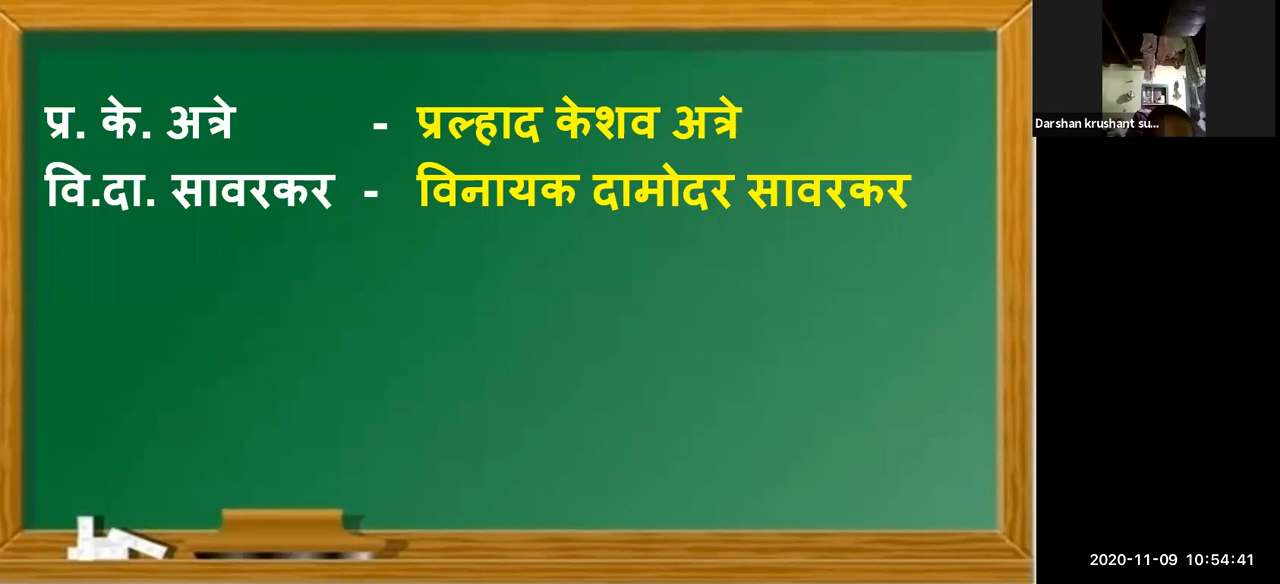 प्र. के. अत्रे - प्रल्हाद केशव अत्रे
वि.दा. सावरकर - विनायक दामोदर सावरकर
Darshan krushant su...
2020-11-09 10:54:41